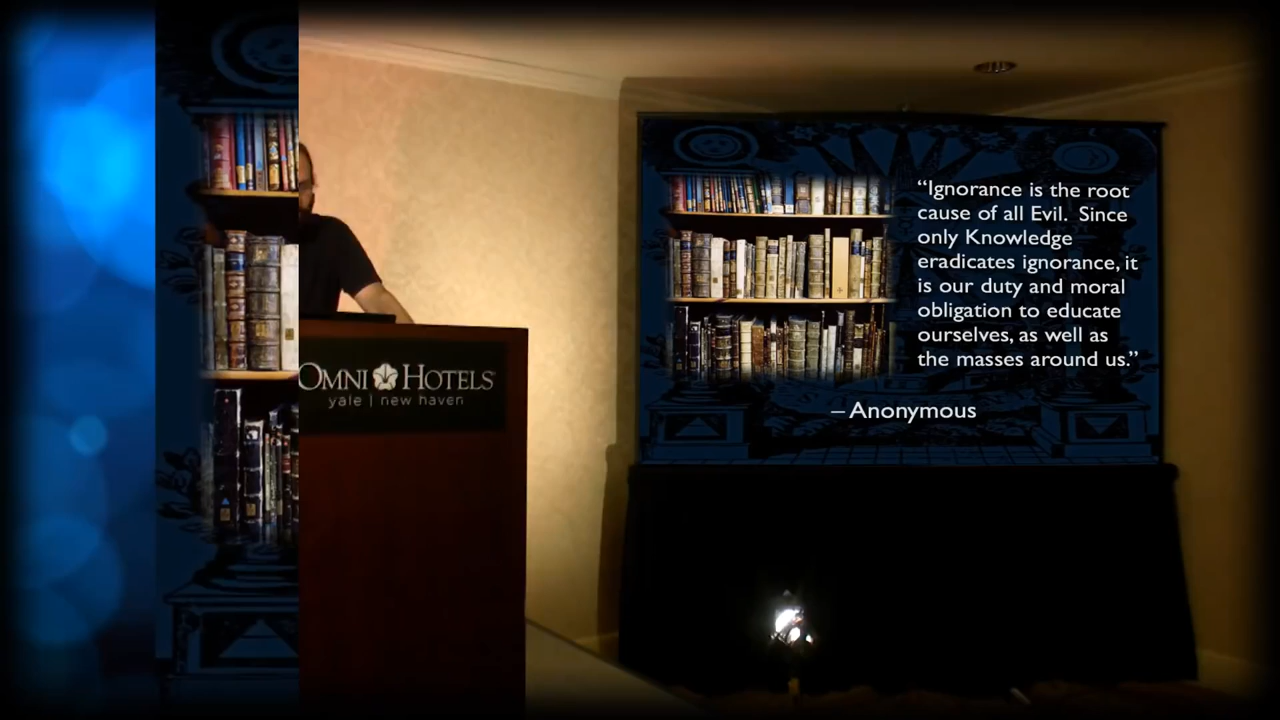 OMNI HOTELS
yale | new haven
“Ignorance is the root
cause of all Evil.  Since
only Knowledge
eradicates ignorance, it
is our duty and moral
obligation to educate
ourselves, as well as
the masses around us.”
– Anonymous